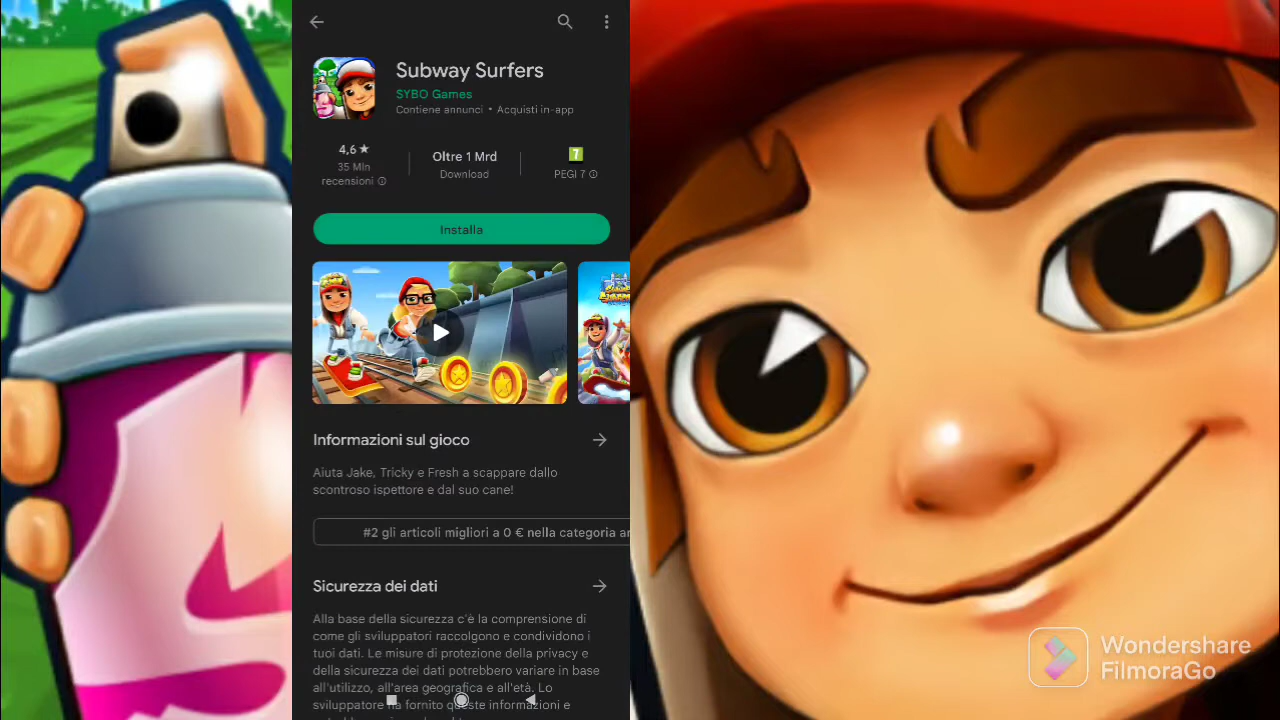 Subway Surfers
SYBO Games
Contiene annunci • Acquisti in-app
4,6★
35 Mln
recensioni
Oltre 1 Mrd
Download
7
PEGI 7
Installa
Informazioni sul gioco
Aiuta Jake, Tricky e Fresh a scappare dallo
scontroso ispettore e dal suo cane!
#2 gli articoli migliori a 0 € nella categoria ar
Sicurezza dei dati
Alla base della sicurezza c'è la comprensione di
come gli sviluppatori raccolgono e condividono i
tuoi dati. Le misure di protezione della privacy e
della sicurezza dei dati potrebbero variare in base
all'utilizzo, all'area geografica e all'età. Lo
sviluppatore ha fornito queste informazioni e
Wondershare
FilmoraGo